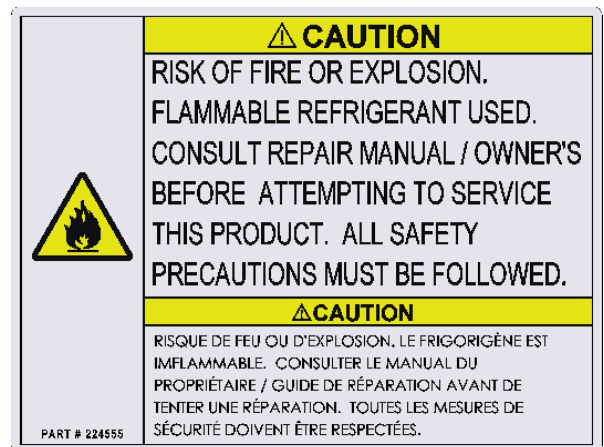 ⚠ CAUTION
RISK OF FIRE OR EXPLOSION.
FLAMMABLE REFRIGERANT USED.
CONSULT REPAIR MANUAL / OWNER'S
BEFORE ATTEMPTING TO SERVICE
THIS PRODUCT. ALL SAFETY
PRECAUTIONS MUST BE FOLLOWED.
⚠CAUTION
RISQUE DE FEU OU D'EXPLOSION. LE FRIGORIGÈNE EST
IMFLAMMABLE. CONSULTER LE MANUAL DU
PROPRIÉTAIRE / GUIDE DE RÉPARATION AVANT DE
TENTER UNE RÉPARATION. TOUTES LES MESURES DE
SÉCURITÉ DOIVENT ÊTRE RESPECTÉES.
PART # 224555